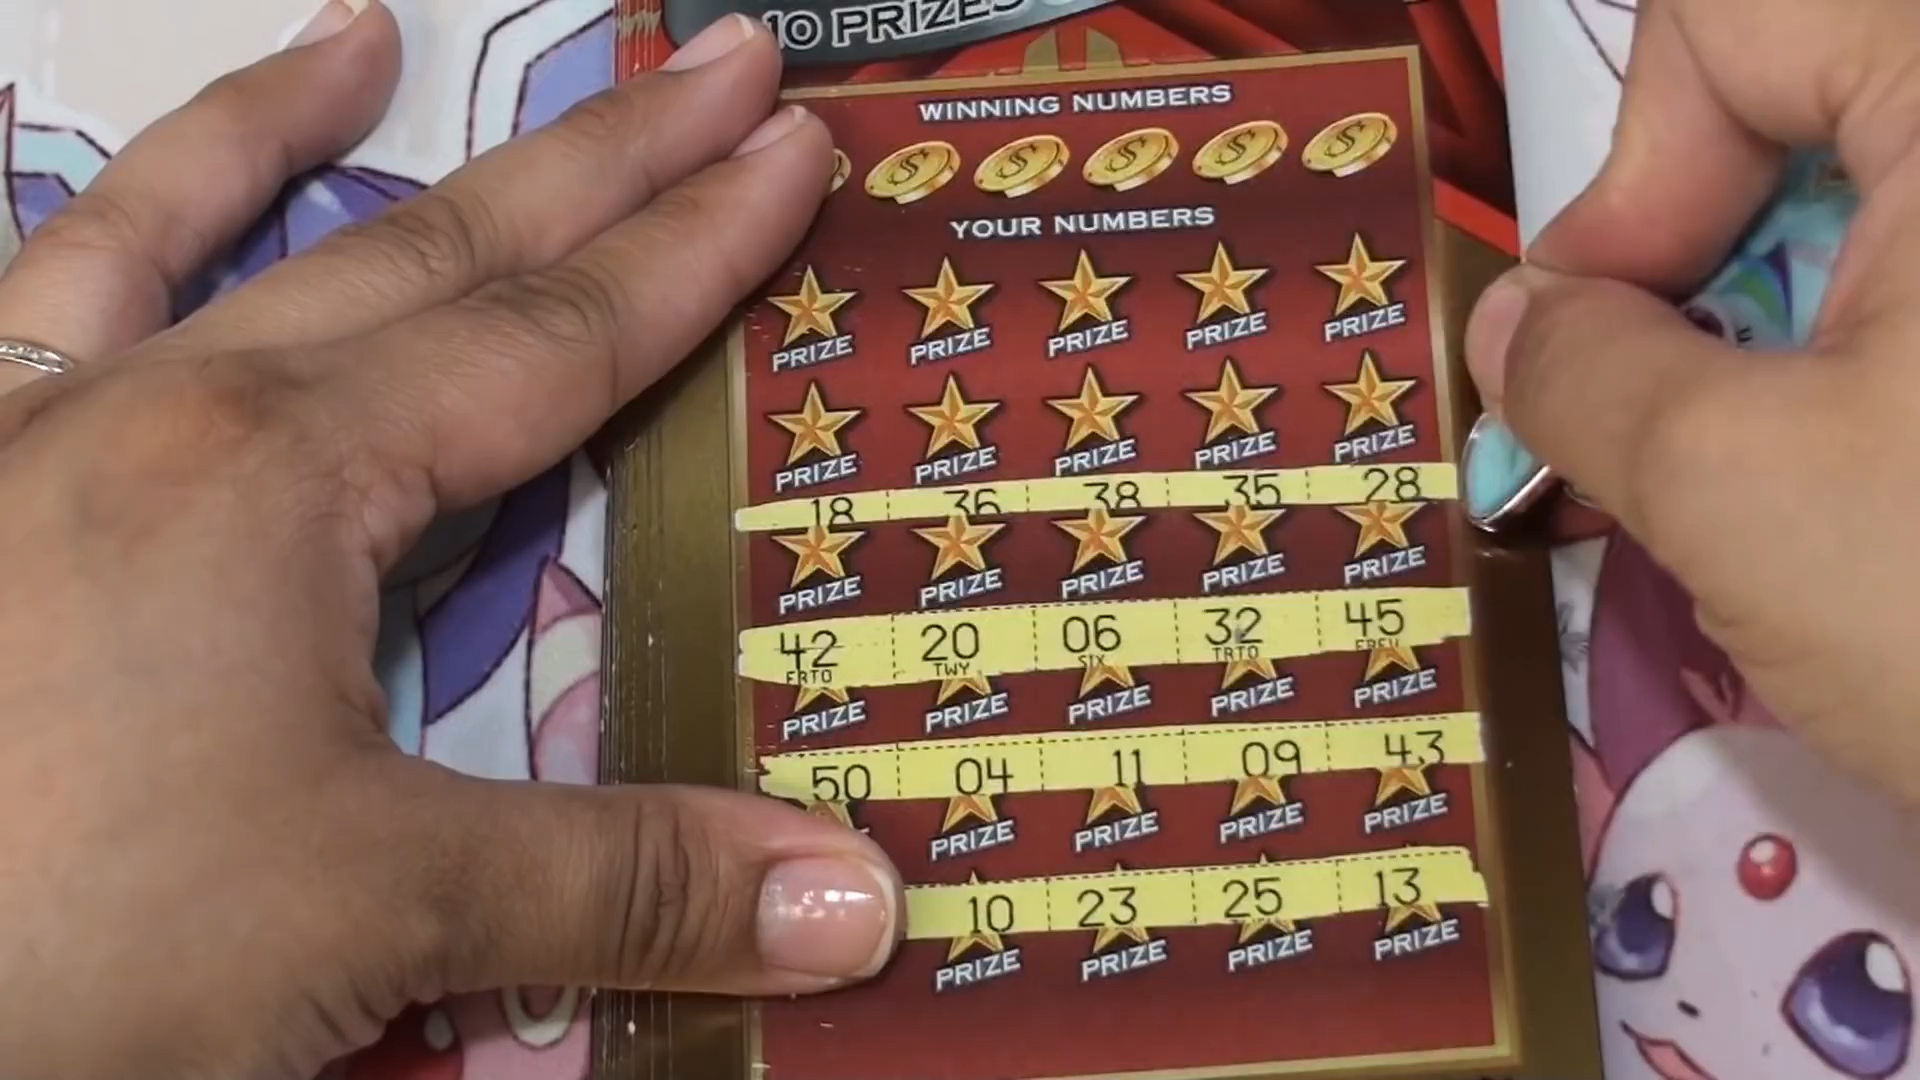 10 PRIZES
WINNING NUMBERS
YOUR NUMBERS
PRIZE PRIZE PRIZE PRIZE PRIZE
PRIZE PRIZE PRIZE PRIZE PRIZE
18 36 38 35 28
PRIZE PRIZE PRIZE PRIZE PRIZE
42 20 06 32 45
FRTO TWY SIX TRTO FRFV
PRIZE PRIZE PRIZE PRIZE PRIZE
50 04 11 09 43
PRIZE PRIZE PRIZE PRIZE
10 23 25 13
PRIZE PRIZE PRIZE PRIZE